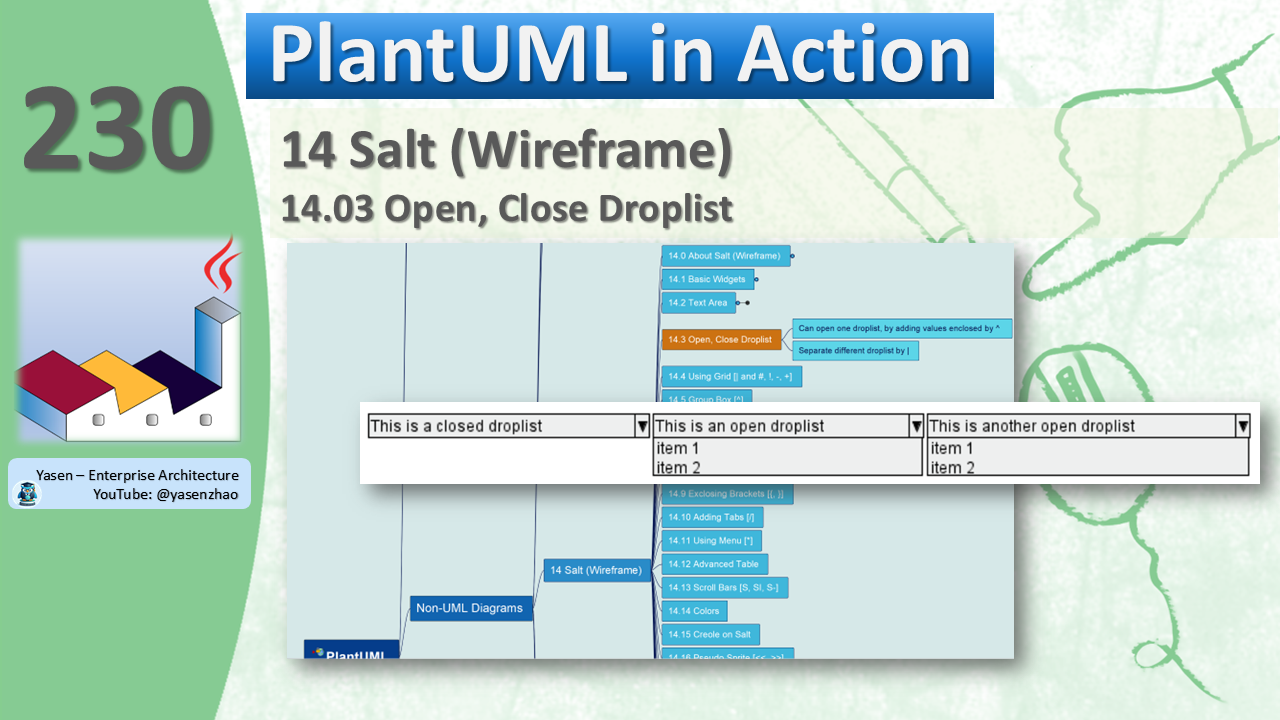 PlantUML in Action
230
14 Salt (Wireframe)
14.03 Open, Close Droplist
14.0 About Salt (Wireframe)
14.1 Basic Widgets
14.2 Text Area
14.3 Open, Close Droplist
Can open one droplist, by adding values enclosed by ^
Separate different droplist by |
14.4 Using Grid [| and #, !, -, +]
14.5 Group Box [^]
This is a closed droplist
This is an open droplist
item 1
item 2
This is another open droplist
item 1
item 2
Yasen – Enterprise Architecture
YouTube: @yasenzhao
14.9 Exclosing Brackets [{, }]
14.10 Adding Tabs [/]
14.11 Using Menu [*]
14.12 Advanced Table
14 Salt (Wireframe)
14.13 Scroll Bars [S, SI, S-]
Non-UML Diagrams
14.14 Colors
14.15 Creole on Salt
14.16 Pseudo Sprite [<<, >>]
PlantUML